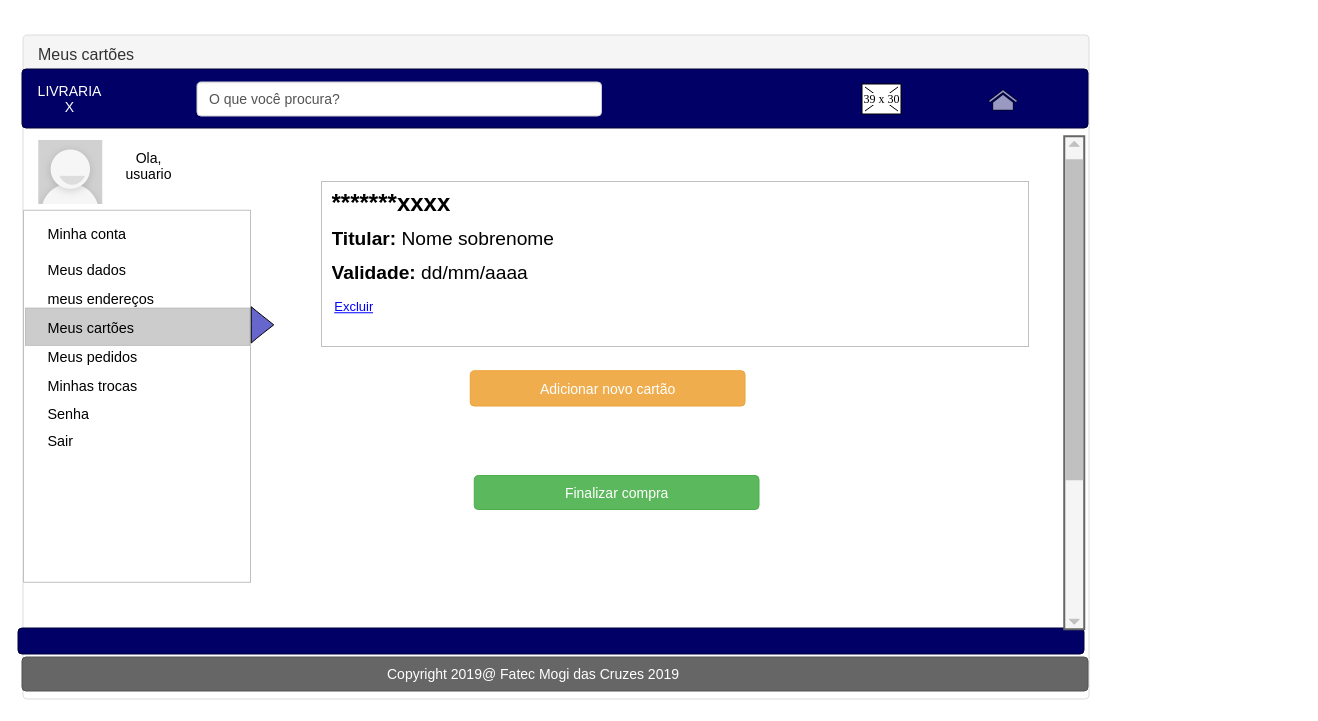 Meus cartões
LIVRARIA
X
O que você procura?
39 x 30
Ola,
usuario
Minha conta
Meus dados
meus endereços
Meus cartões
Meus pedidos
Minhas trocas
Senha
Sair
*******xxxx
Titular: Nome sobrenome
Validade: dd/mm/aaaa
Excluir
Adicionar novo cartão
Finalizar compra
Copyright 2019@ Fatec Mogi das Cruzes 2019